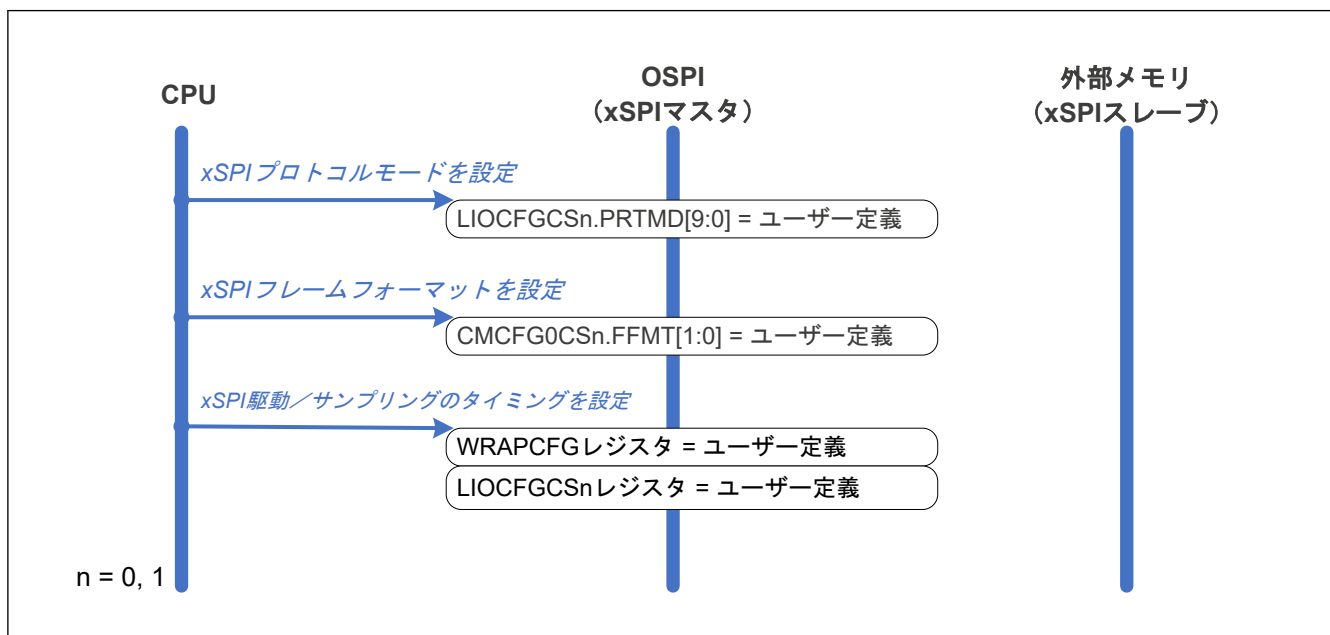 CPU
OSPI
（xSPIマスタ）
外部メモリ
（xSPIスレーブ）
xSPIプロトコルモードを設定
LIOCFGCSn.PRTMD[9:0] = ユーザー定義
xSPIフレームフォーマットを設定
CMCFG0CSn.FFMT[1:0] = ユーザー定義
xSPI駆動／サンプリングのタイミングを設定
WRAPCFGレジスタ = ユーザー定義
LIOCFGCSnレジスタ = ユーザー定義
n = 0, 1